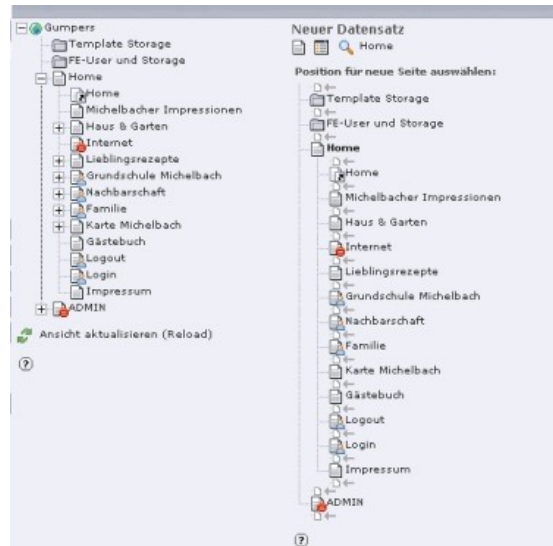 Gumpers
Template Storage
FE-User und Storage
Home
Home
Michelbacher Impressionen
Haus & Garten
Internet
Lieblingsrezepte
Grundschule Michelbach
Nachbarschaft
Familie
Karte Michelbach
Gästebuch
Logout
Login
Impressum
ADMIN
Ansicht aktualisieren (Reload)
?
Neuer Datensatz
Home
Position für neue Seite auswählen:
Template Storage
FE-User und Storage
Home
Home
Michelbacher Impressionen
Haus & Garten
Internet
Lieblingsrezepte
Grundschule Michelbach
Nachbarschaft
Familie
Karte Michelbach
Gästebuch
Logout
Login
Impressum
ADMIN
?